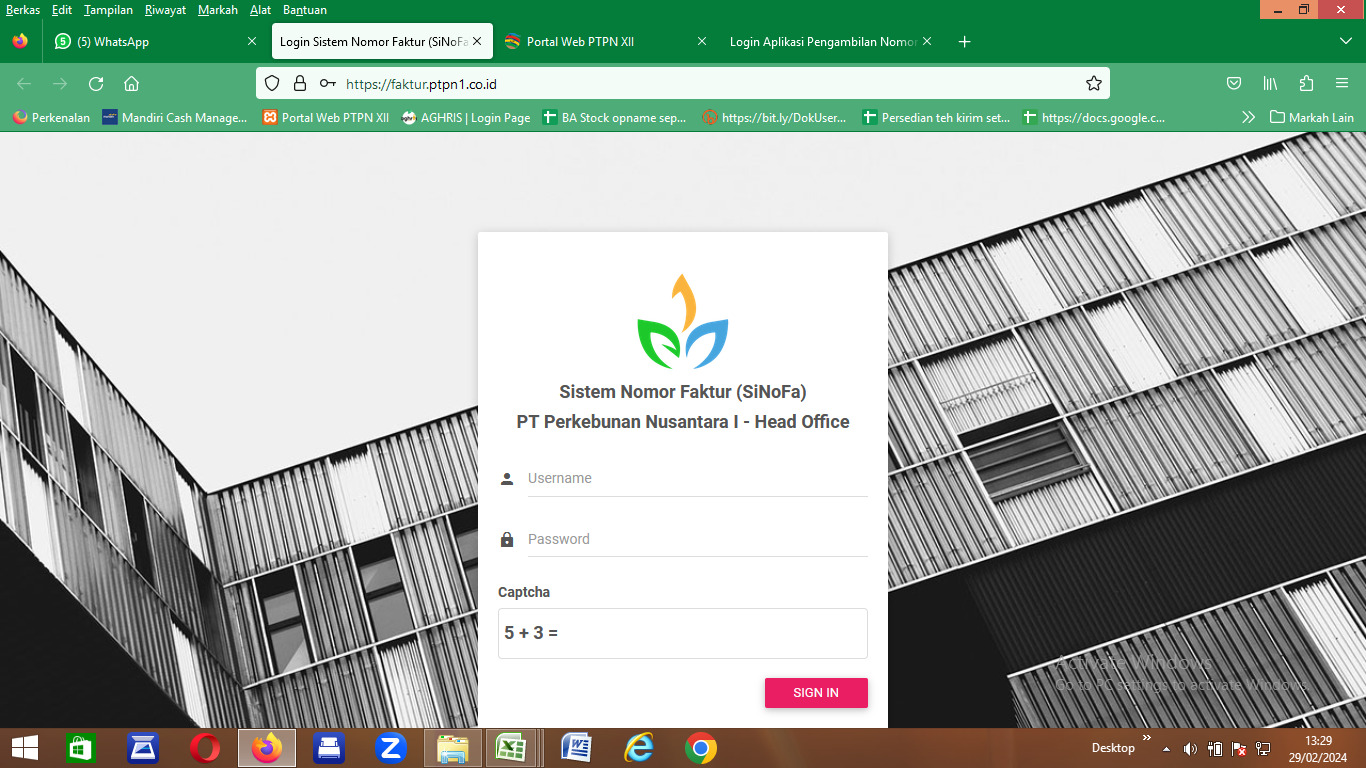 Berkas Edit Tampilan Riwayat Markah Alat Bantuan
5 (5) WhatsApp
Login Sistem Nomor Faktur (SiNoFa
Portal Web PTPN XII
Login Aplikasi Pengambilan Nomor
https://faktur.ptpn1.co.id
Perkenalan
Mandiri Cash Manage...
Portal Web PTPN XII
AGHRIS | Login Page
BA Stock opname sep...
https://bit.ly/DokUser...
Persedian teh kirim set...
https://docs.google.c...
Markah Lain
Sistem Nomor Faktur (SiNoFa)
PT Perkebunan Nusantara I - Head Office
Username
Password
Captcha
5 + 3 =
SIGN IN
Activate Windows
Go to PC settings to activate Windows.
Desktop
13:29
29/02/2024